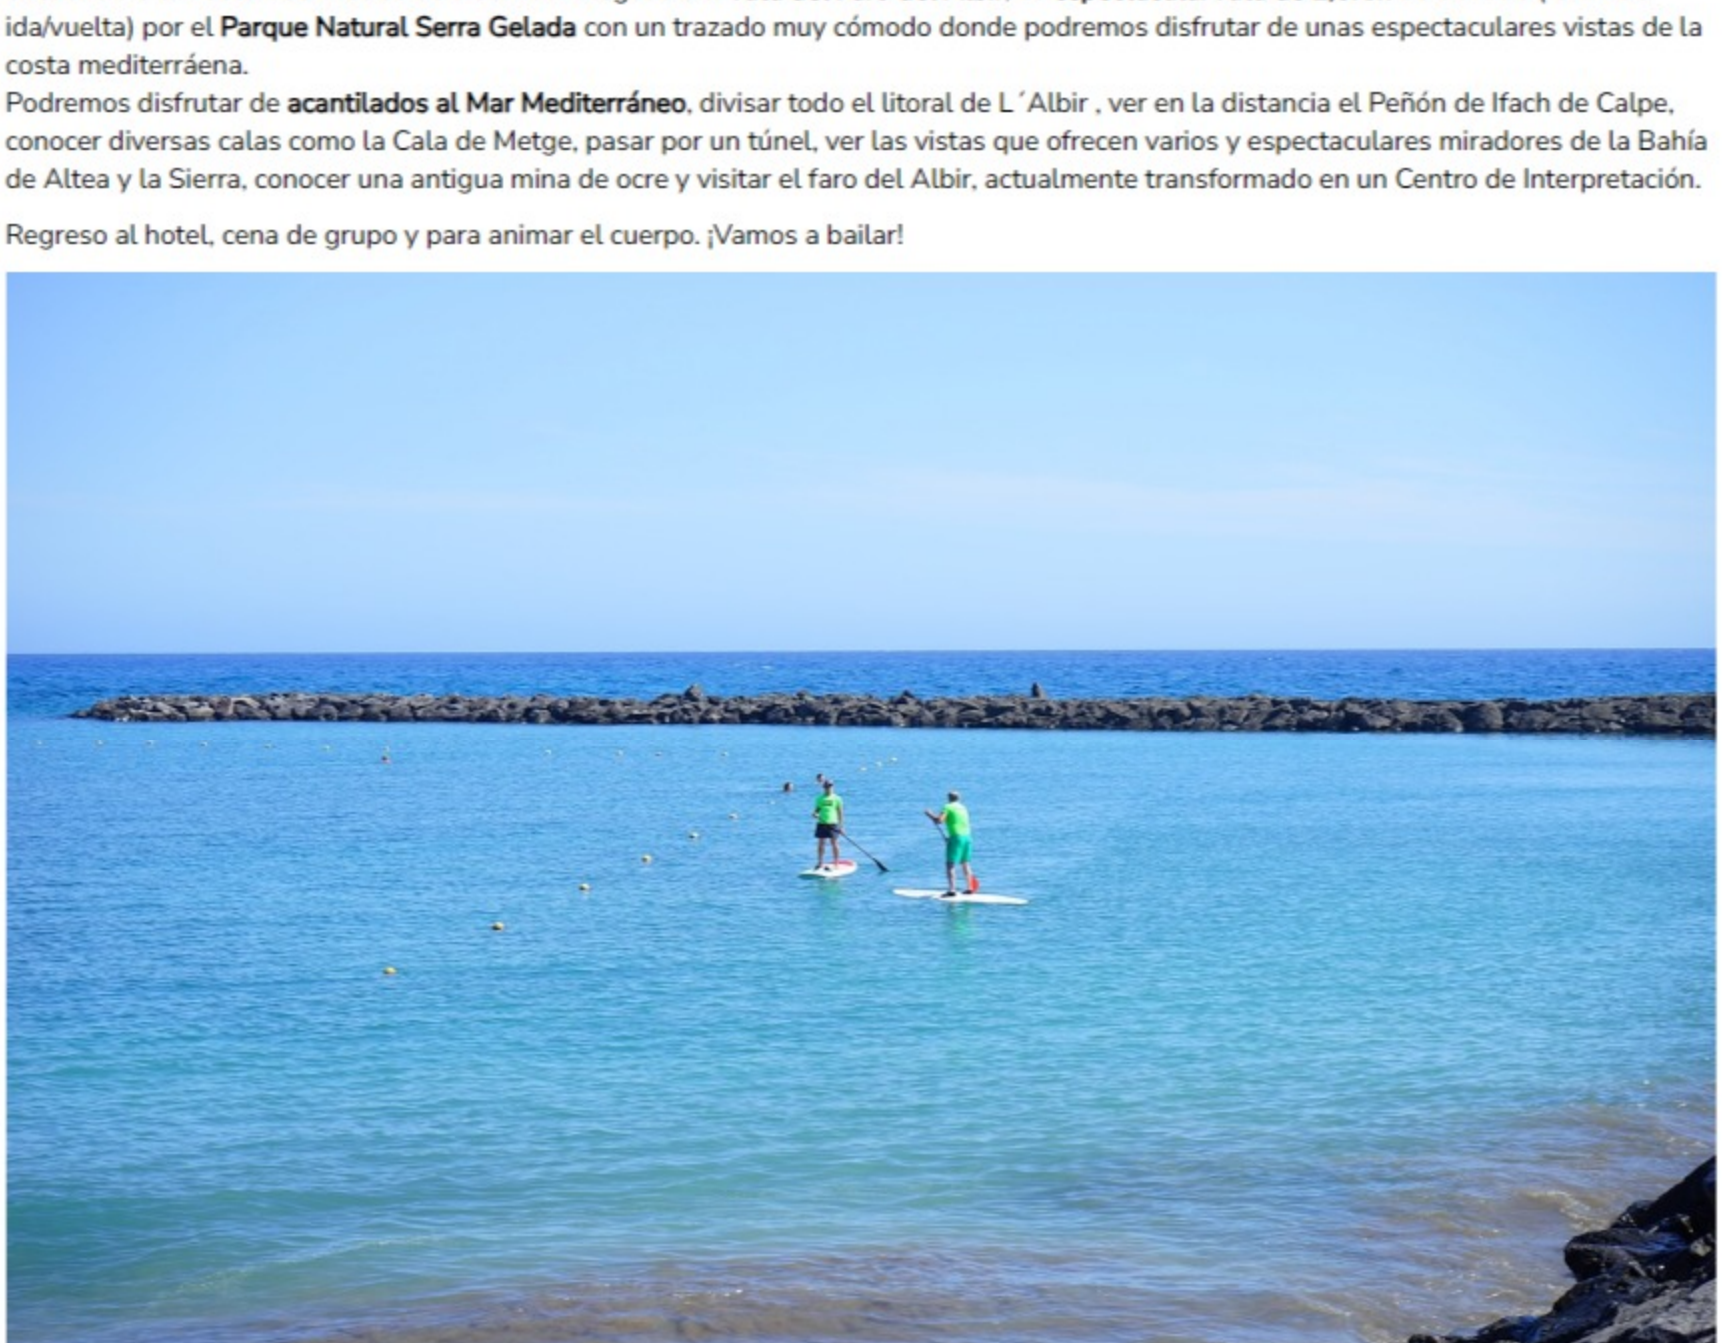 ida/vuelta) por el Parque Natural Serra Gelada con un trazado muy cómodo donde podremos disfrutar de unas espectaculares vistas de la
costa mediterráena.
Podremos disfrutar de acantilados al Mar Mediterráneo, divisar todo el litoral de L´Albir , ver en la distancia el Peñón de Ifach de Calpe,
conocer diversas calas como la Cala de Metge, pasar por un túnel, ver las vistas que ofrecen varios y espectaculares miradores de la Bahía
de Altea y la Sierra, conocer una antigua mina de ocre y visitar el faro del Albir, actualmente transformado en un Centro de Interpretación.
Regreso al hotel, cena de grupo y para animar el cuerpo. ¡Vamos a bailar!